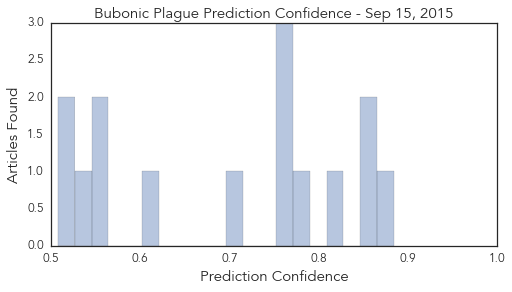 Bubonic Plague Prediction Confidence - Sep 15, 2015
3.0
2.5
2.0
1.5
1.0
0.5
0.0
Articles Found
0.5 0.6 0.7 0.8 0.9 1.0
Prediction Confidence